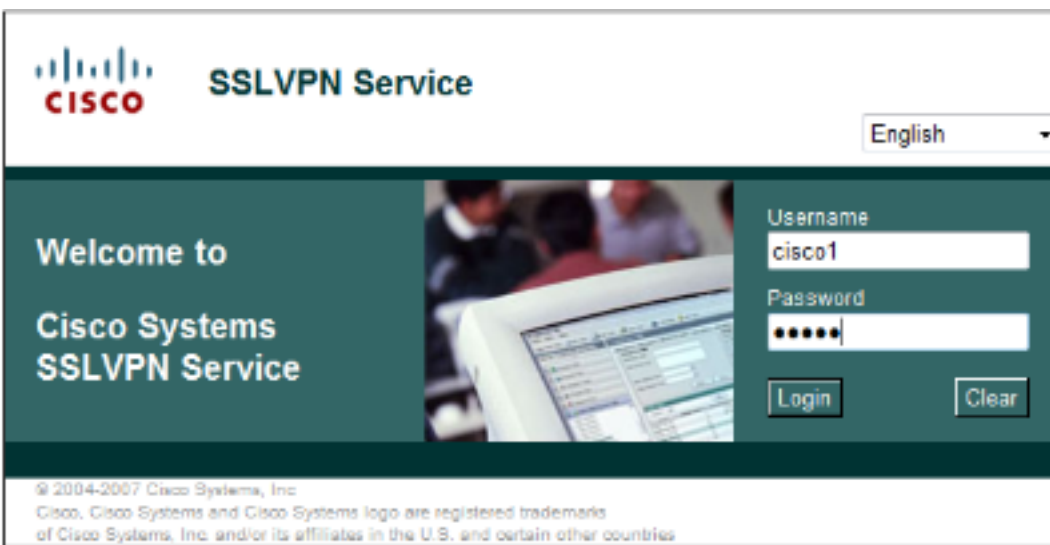 CISCO
SSLVPN Service
English
Welcome to
Cisco Systems
SSLVPN Service
Username
cisco1
Password
•••••
Login
Clear
© 2004-2007 Cisco Systems, Inc
Cisco, Cisco Systems and Cisco Systems logo are registered trademarks
of Cisco Systems, Inc. and/or its affiliates in the U.S. and certain other countries